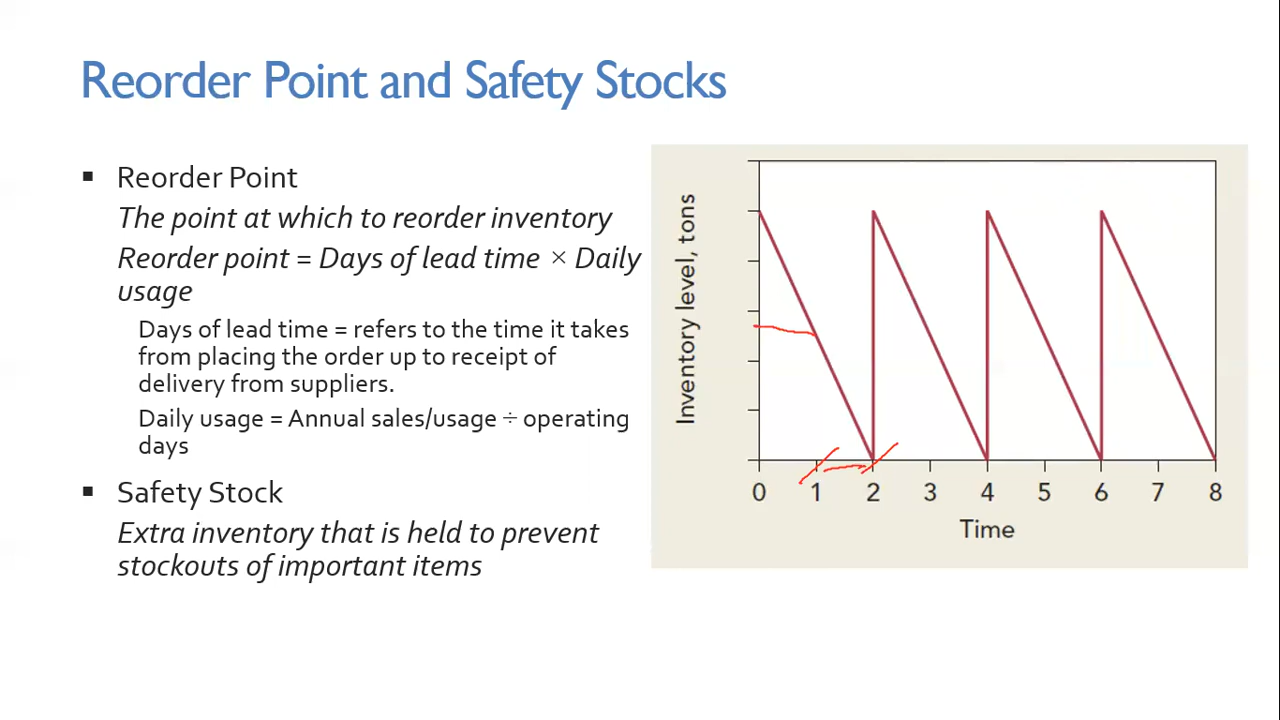 Reorder Point and Safety Stocks
▪ Reorder Point
The point at which to reorder inventory
Reorder point = Days of lead time × Daily
usage
Days of lead time = refers to the time it takes
from placing the order up to receipt of
delivery from suppliers.
Daily usage = Annual sales/usage ÷ operating
days
▪ Safety Stock
Extra inventory that is held to prevent
stockouts of important items
Inventory level, tons
0 1 2 3 4 5 6 7 8
Time